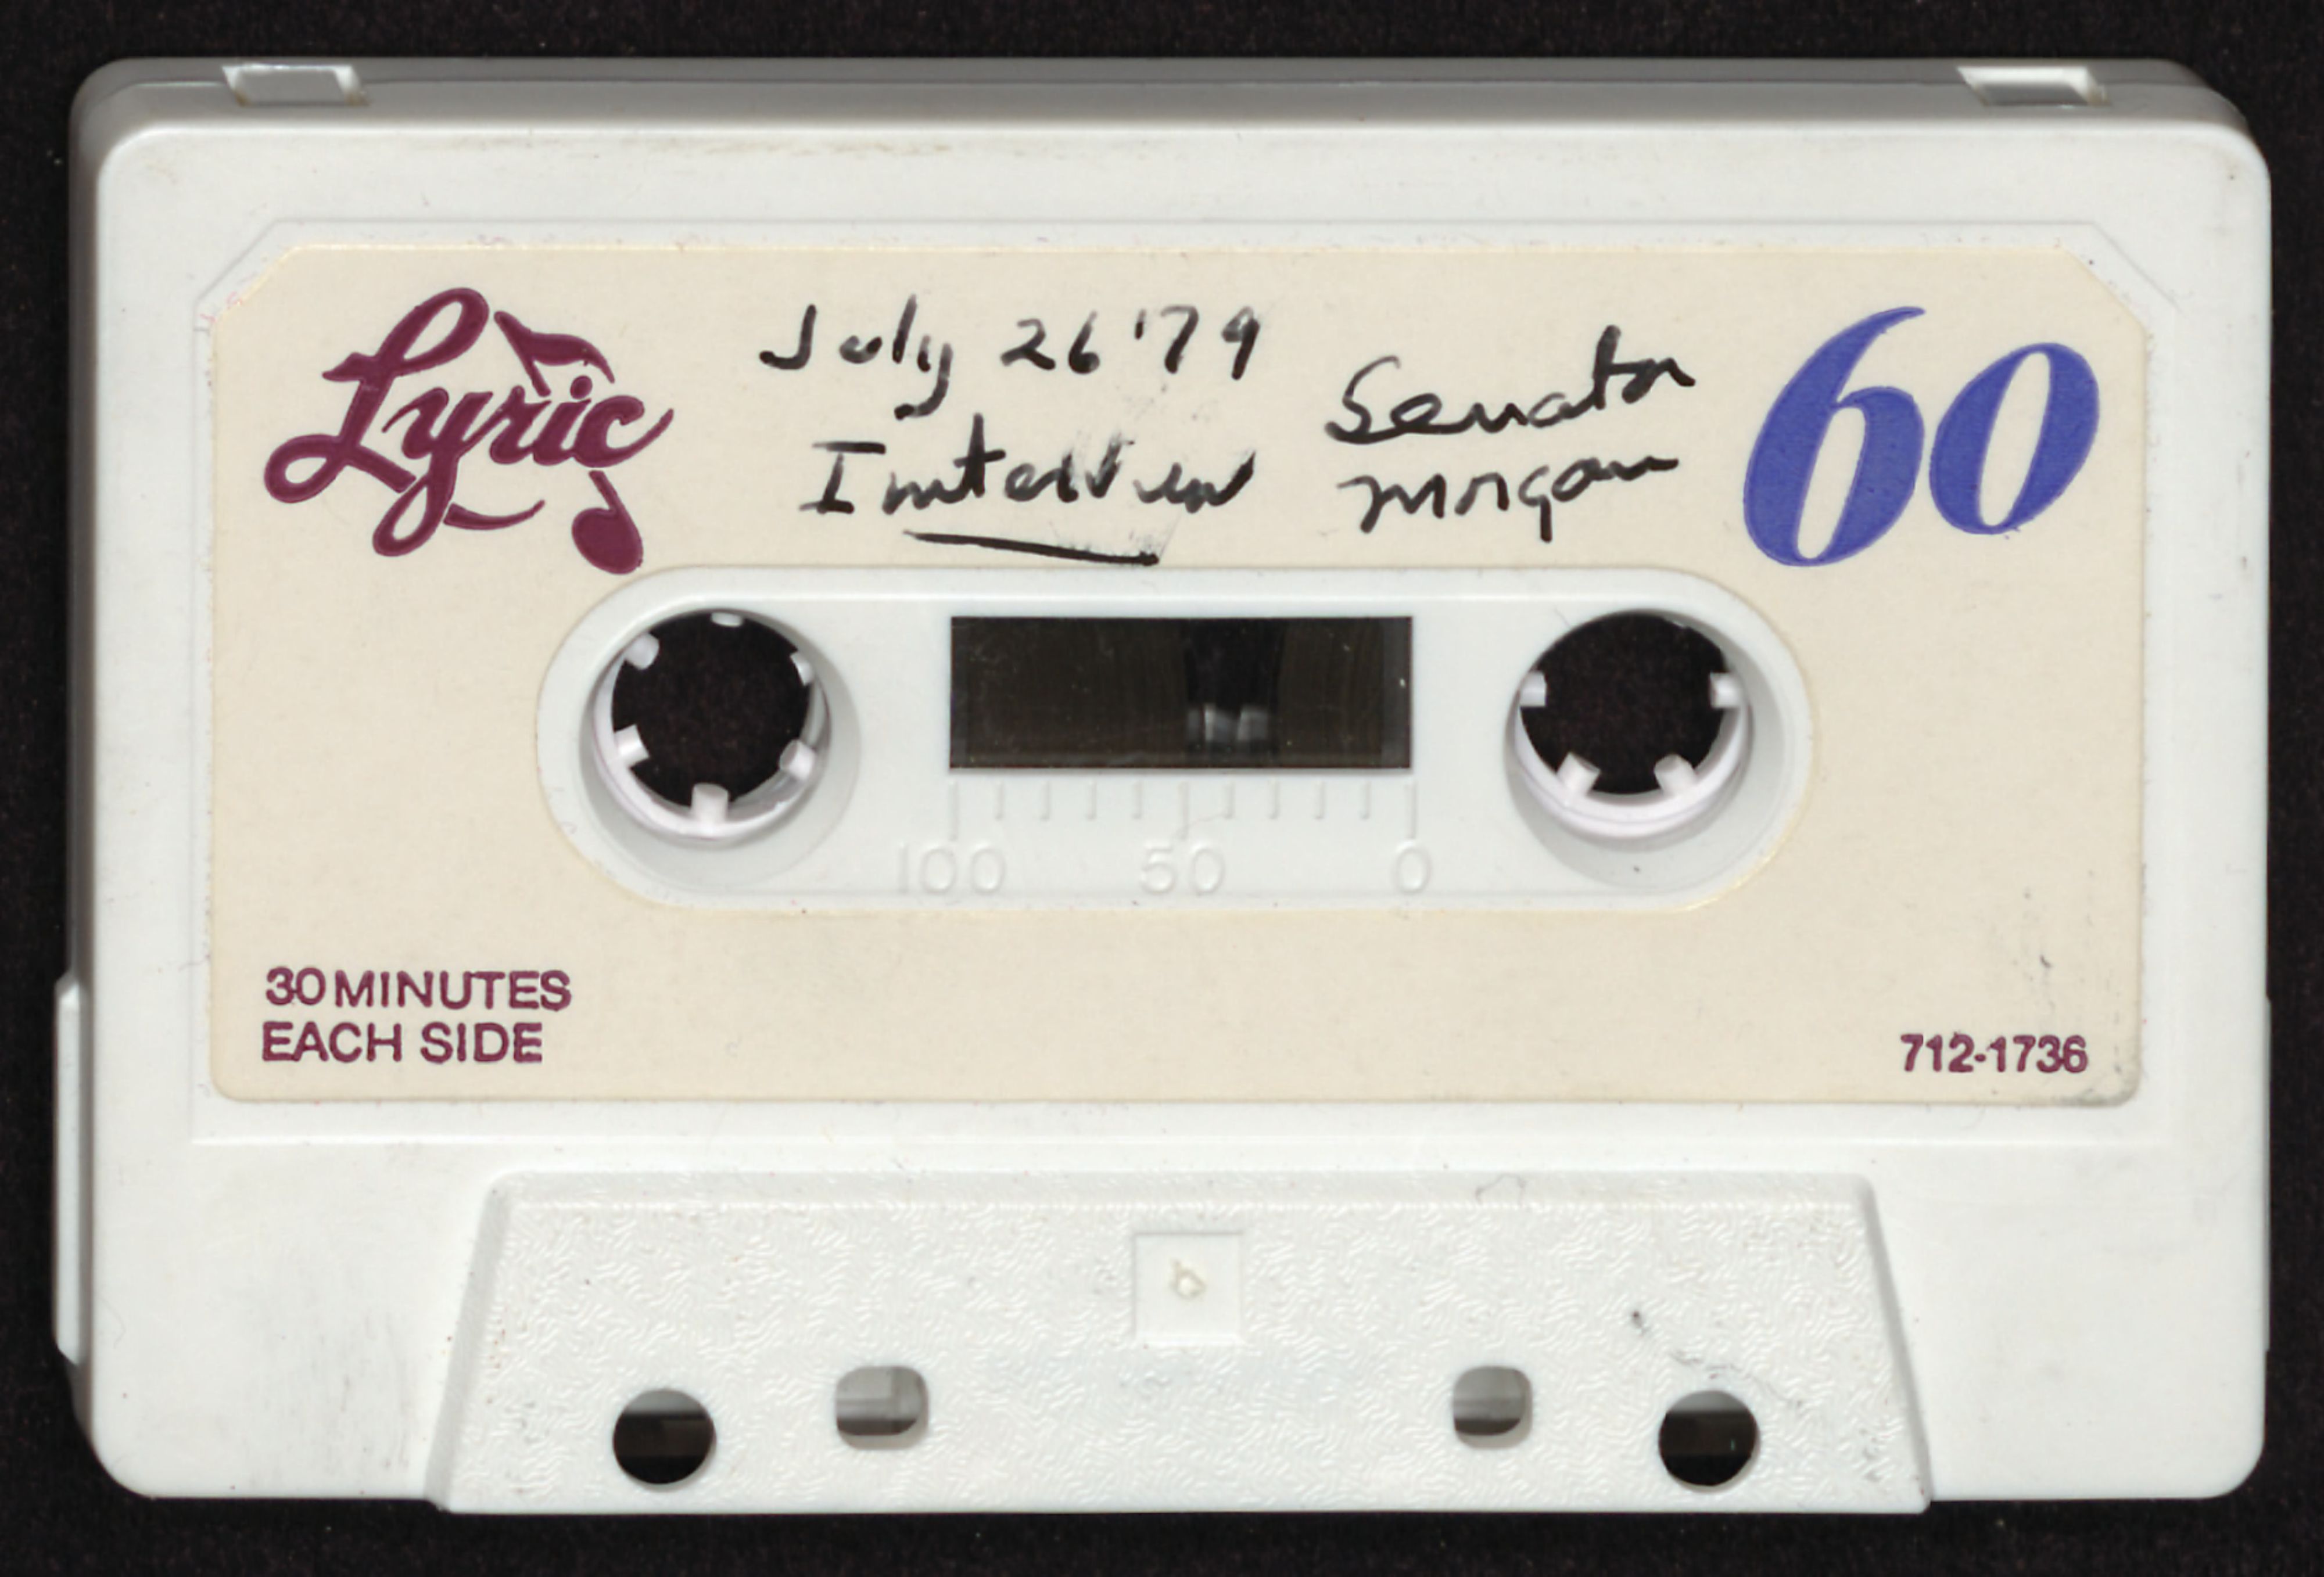 Lyric
July 26 '79
Interview
Senator
Morgan
60
100 50 0
30 MINUTES
EACH SIDE
712-1736